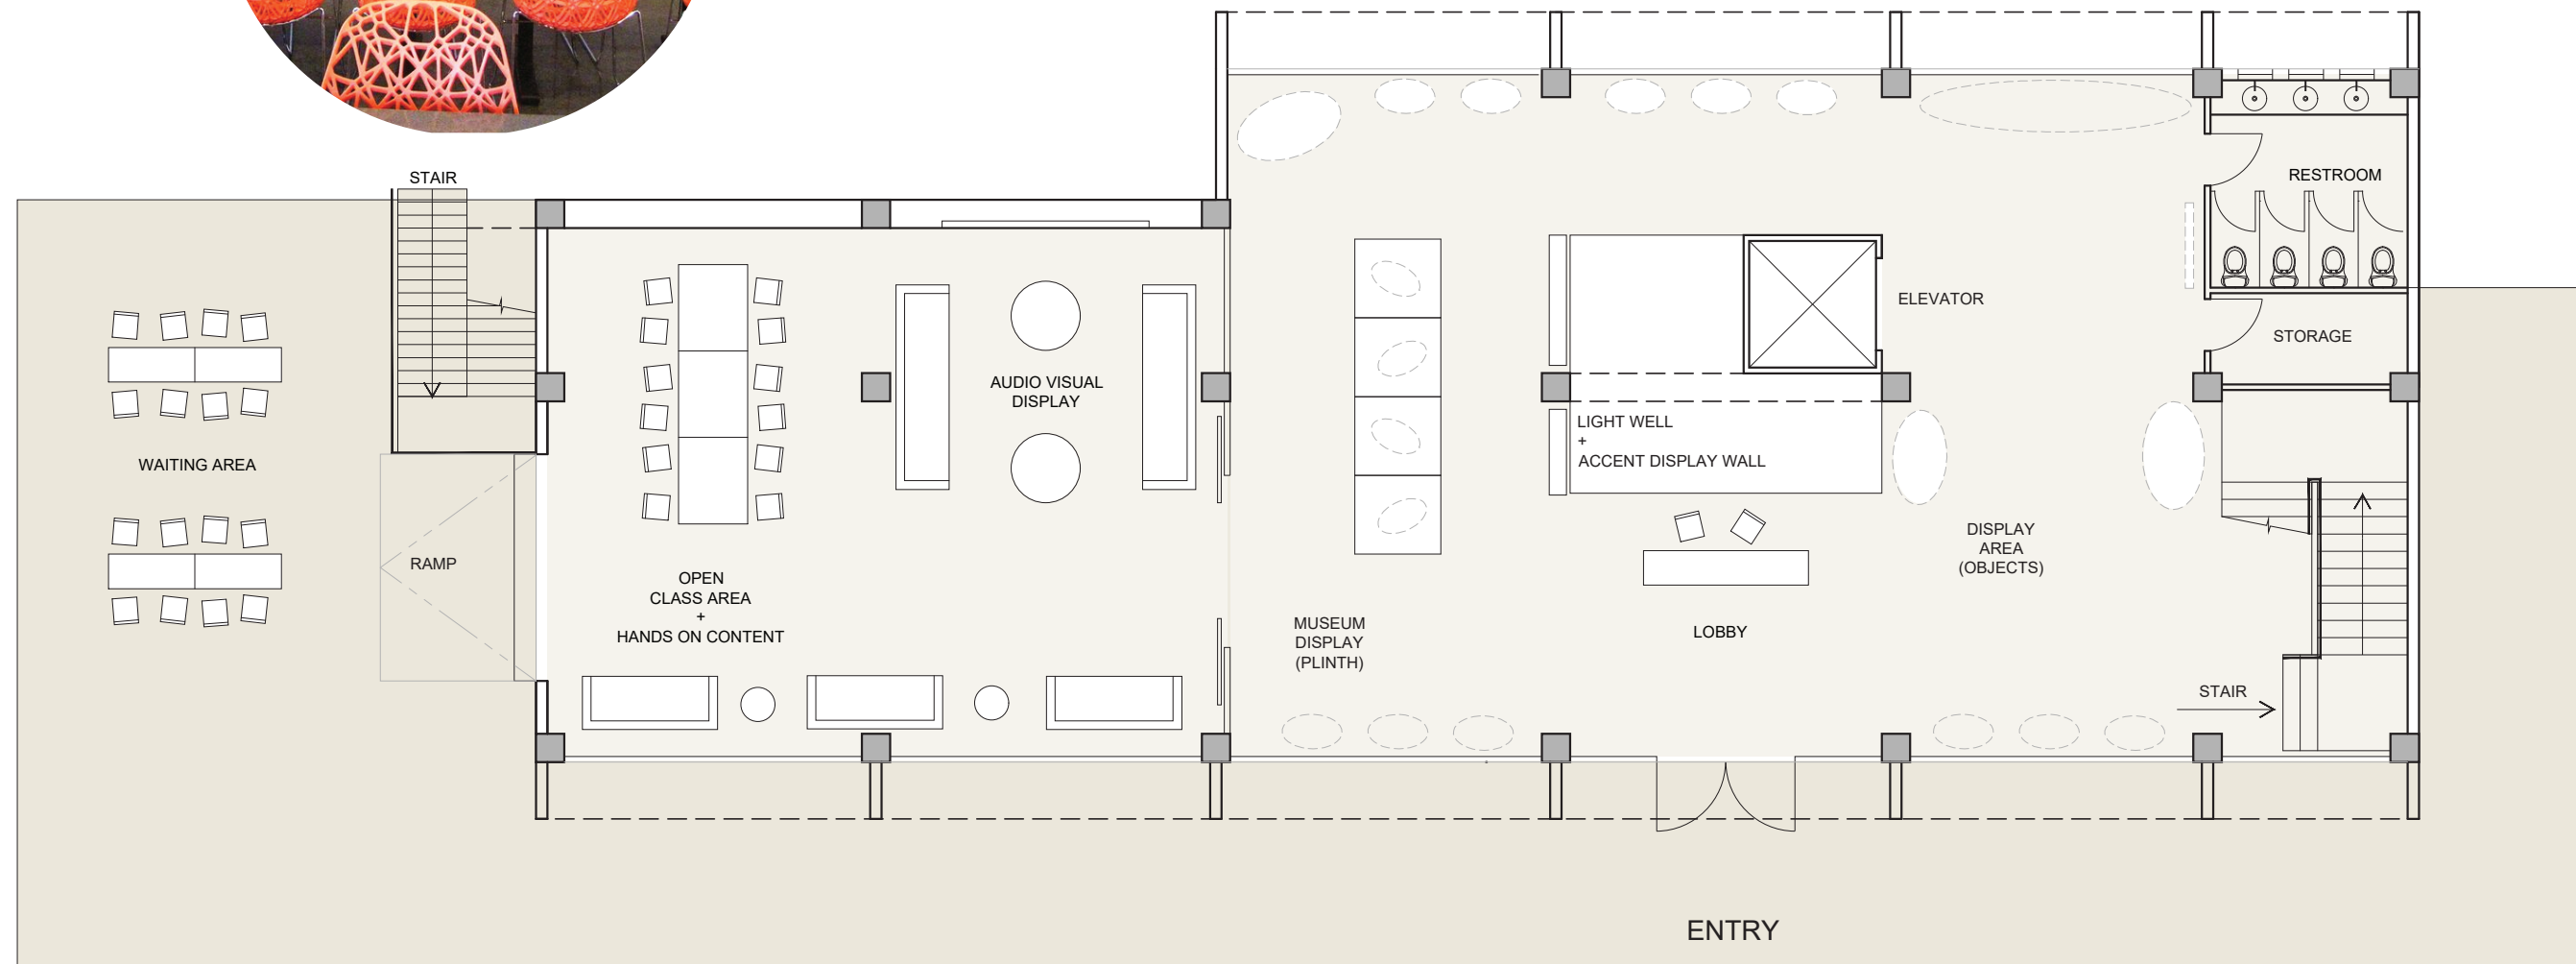 STAIR
RESTROOM
ELEVATOR
STORAGE
AUDIO VISUAL
DISPLAY
LIGHT WELL
+
ACCENT DISPLAY WALL
WAITING AREA
RAMP
OPEN
CLASS AREA
+
HANDS ON CONTENT
MUSEUM
DISPLAY
(PLINTH)
LOBBY
DISPLAY
AREA
(OBJECTS)
STAIR
ENTRY